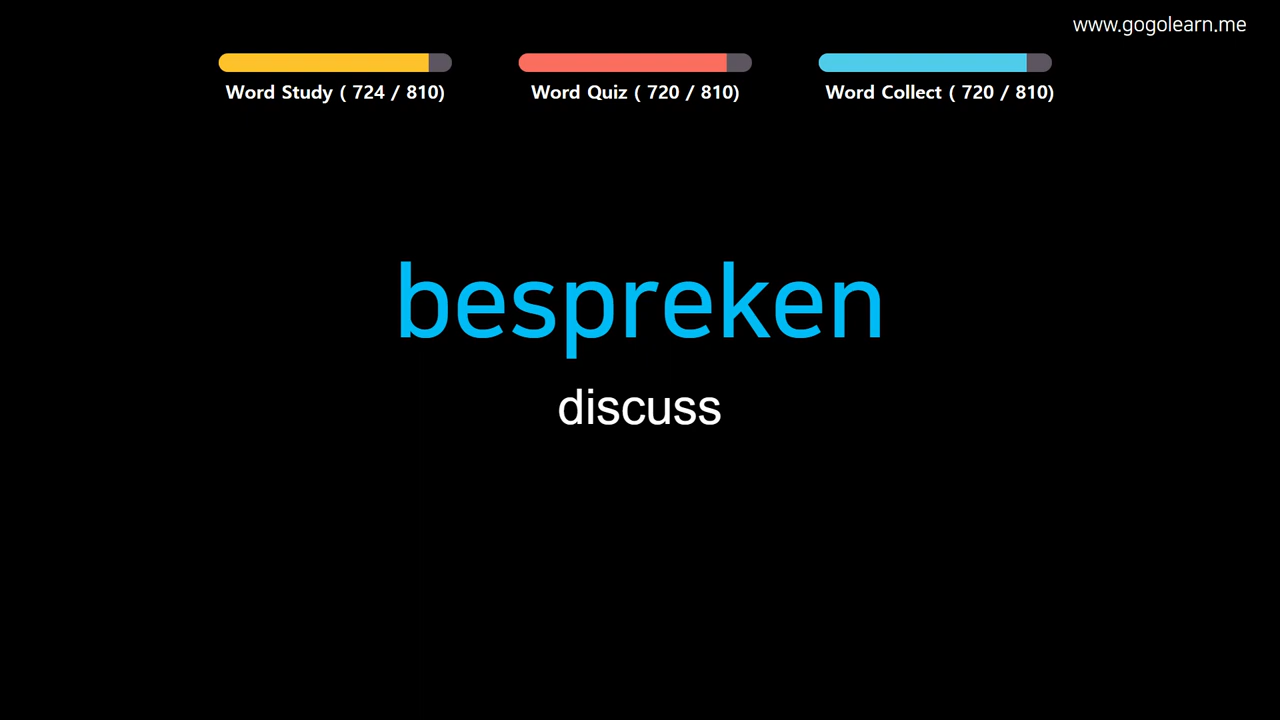 www.gogolearn.me
Word Study ( 724 / 810)
Word Quiz ( 720 / 810)
Word Collect ( 720 / 810)
bespreken
discuss